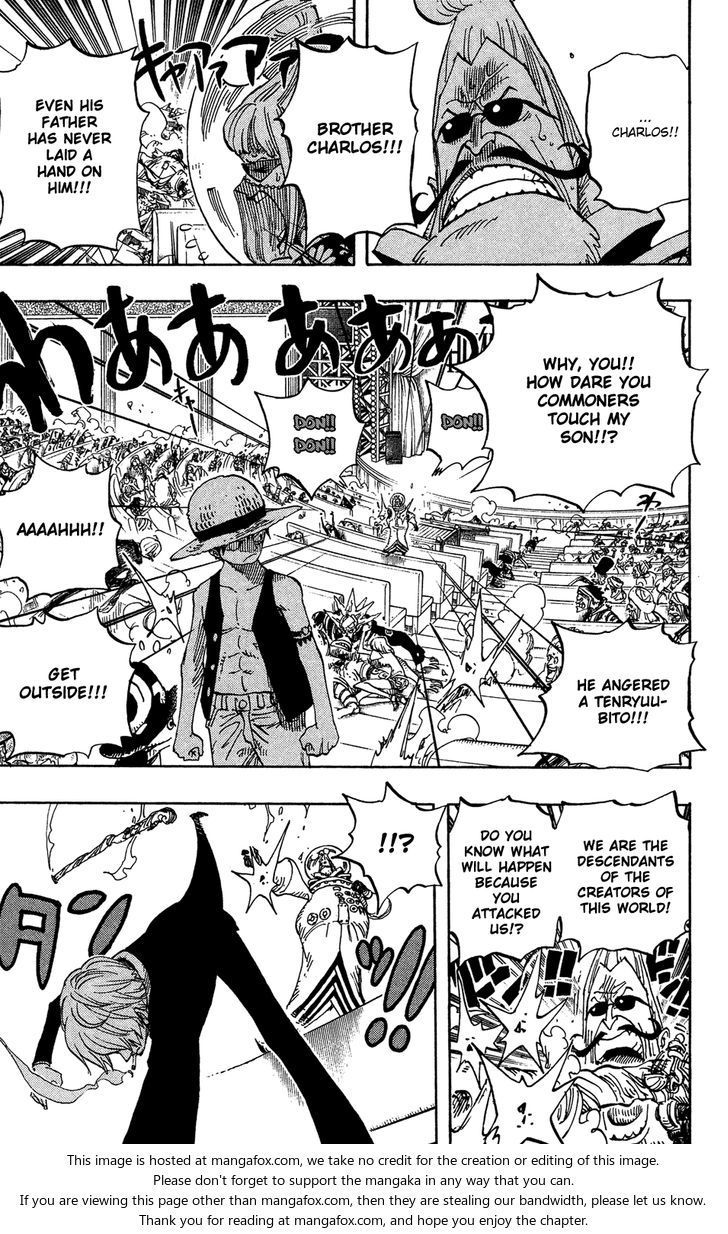 ...
CHARLOS!!
キャアァアァ
BROTHER
CHARLOS!!!
EVEN HIS
FATHER
HAS NEVER
LAID A
HAND ON
HIM!!!
WHY, YOU!!
HOW DARE YOU
COMMONERS
TOUCH MY
SON!!?
わああああぁ
DON!!
DON!!
DON!!
AAAAHHH!!
GET
OUTSIDE!!!
HE ANGERED
A TENRYUU-
BITO!!!
WE ARE THE
DESCENDANTS
OF THE
CREATORS OF
THIS WORLD!
DO YOU
KNOW WHAT
WILL HAPPEN
BECAUSE
YOU
ATTACKED
US!?
!!?
タン!!!
This image is hosted at mangafox.com, we take no credit for the creation or editing of this image.
Please don't forget to support the mangaka in any way that you can.
If you are viewing this page other than mangafox.com, then they are stealing our bandwidth, please let us know.
Thank you for reading at mangafox.com, and hope you enjoy the chapter.